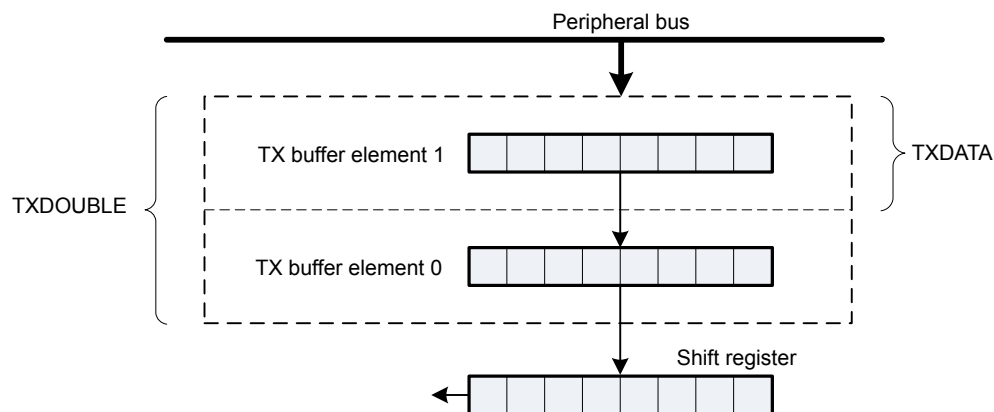 Peripheral bus
TX buffer element 1
TXDATA
TXDOUBLE
TX buffer element 0
Shift register